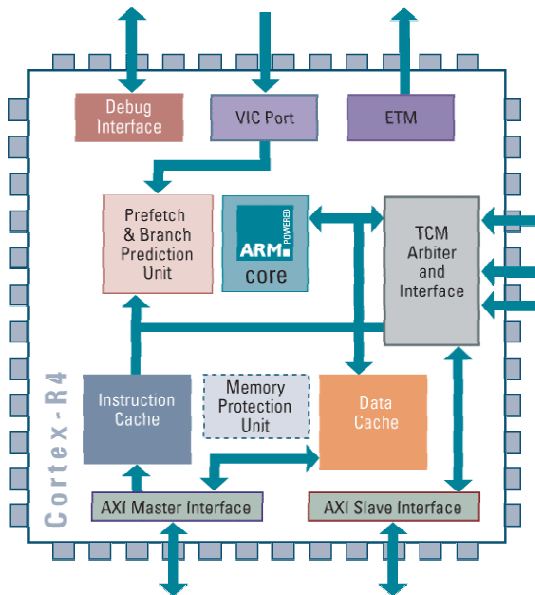 Debug
Interface
VIC Port
ETM
Prefetch
& Branch
Prediction
Unit
ARM
POWERED
core
TCM
Arbiter
and
Interface
Instruction
Cache
Memory
Protection
Unit
Data
Cache
Cortex-R4
AXI Master Interface
AXI Slave Interface